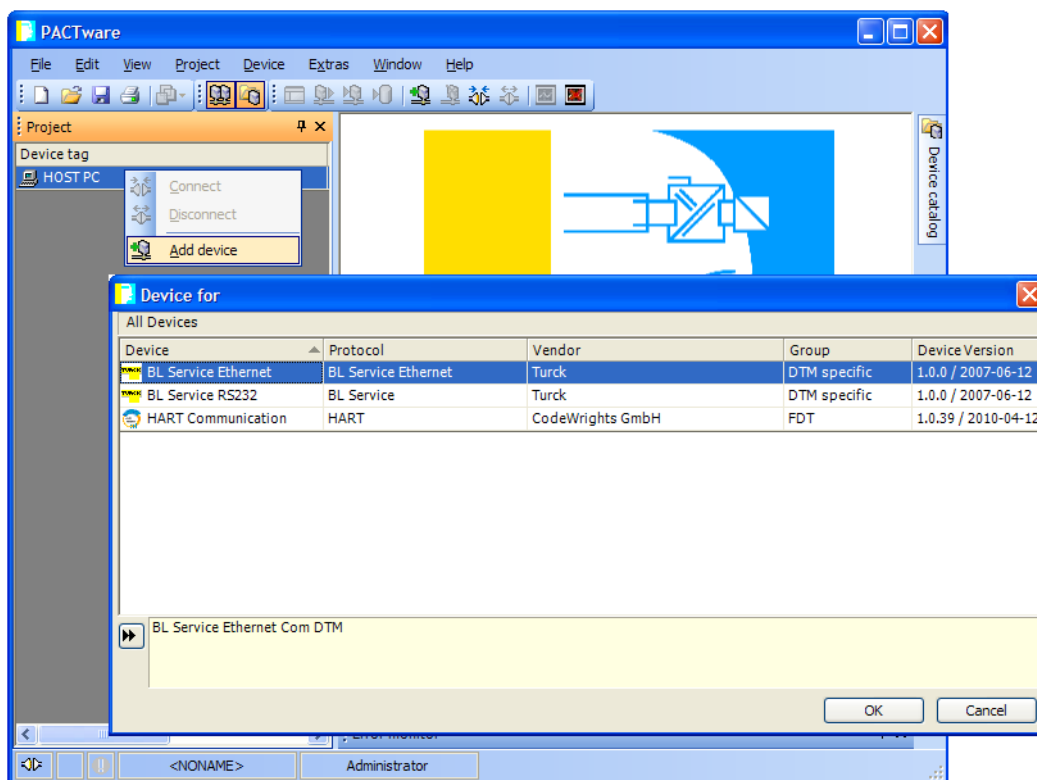 PACTware
File Edit View Project Device Extras Window Help
Project
Device tag
HOST PC
Connect
Disconnect
Add device
Device catalog
Device for
All Devices
Device Protocol Vendor Group Device Version
TURCK BL Service Ethernet BL Service Ethernet Turck DTM specific 1.0.0 / 2007-06-12
TURCK BL Service RS232 BL Service Turck DTM specific 1.0.0 / 2007-06-12
HART Communication HART CodeWrights GmbH FDT 1.0.39 / 2010-04-12
BL Service Ethernet Com DTM
OK Cancel
Error monitor
<NONAME> Administrator